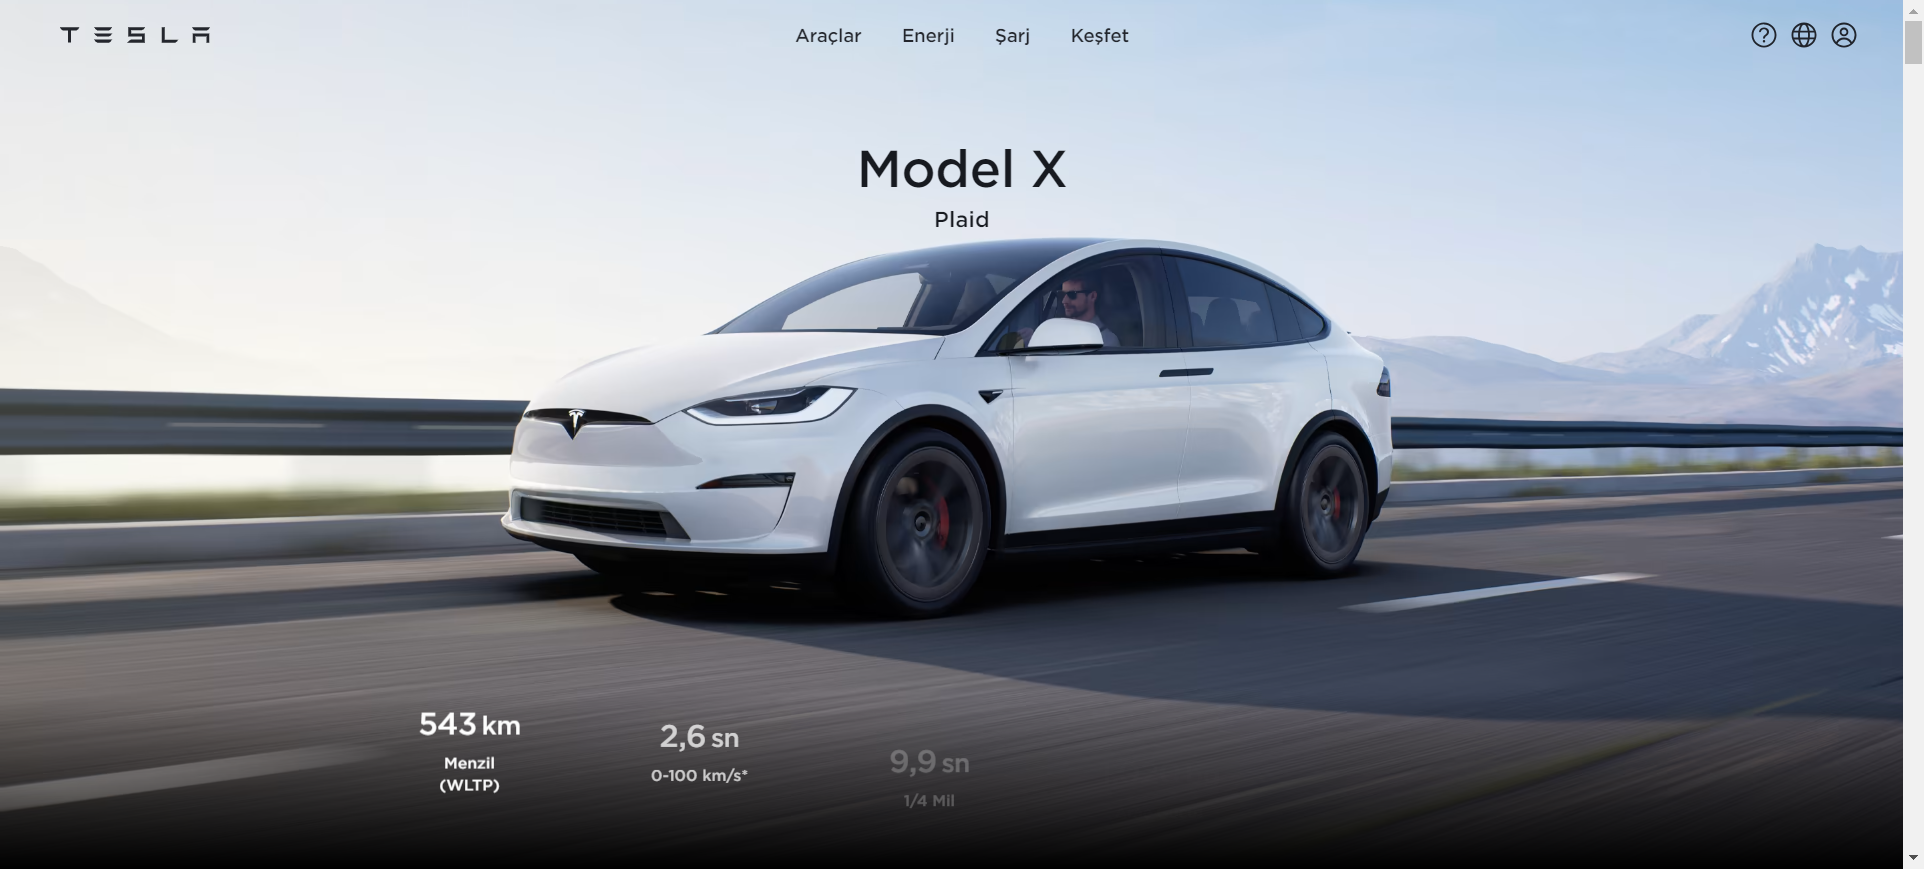 TESLA
Araçlar Enerji Şarj Keşfet
Model X
Plaid
543 km
Menzil
(WLTP)
2,6 sn
0-100 km/s*
9,9 sn
1/4 Mil